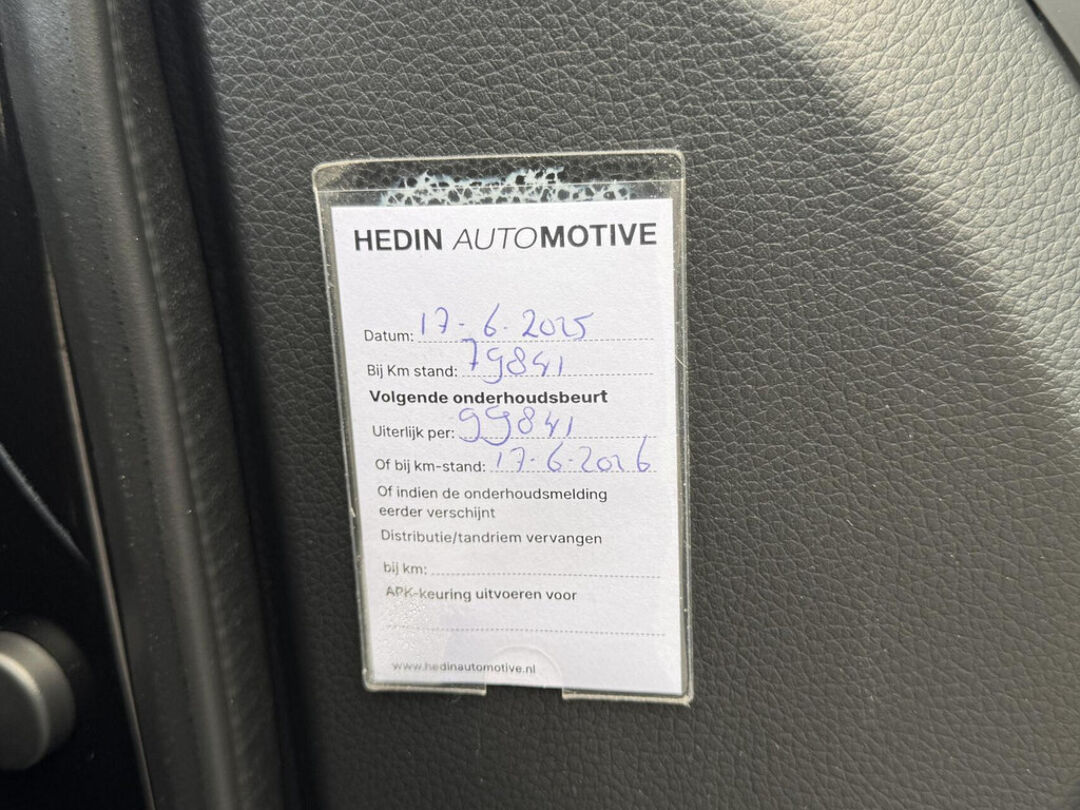 HEDIN AUTOMOTIVE
Datum: 17-6-2025
Bij Km stand: 79841
Volgende onderhoudsbeurt
Uiterlijk per: 99841
Of bij km-stand: 17-6-2026
Of indien de onderhoudsmelding
eerder verschijnt
Distributie/tandriem vervangen
bij km:
APK-keuring uitvoeren voor
www.hedinautomotive.nl